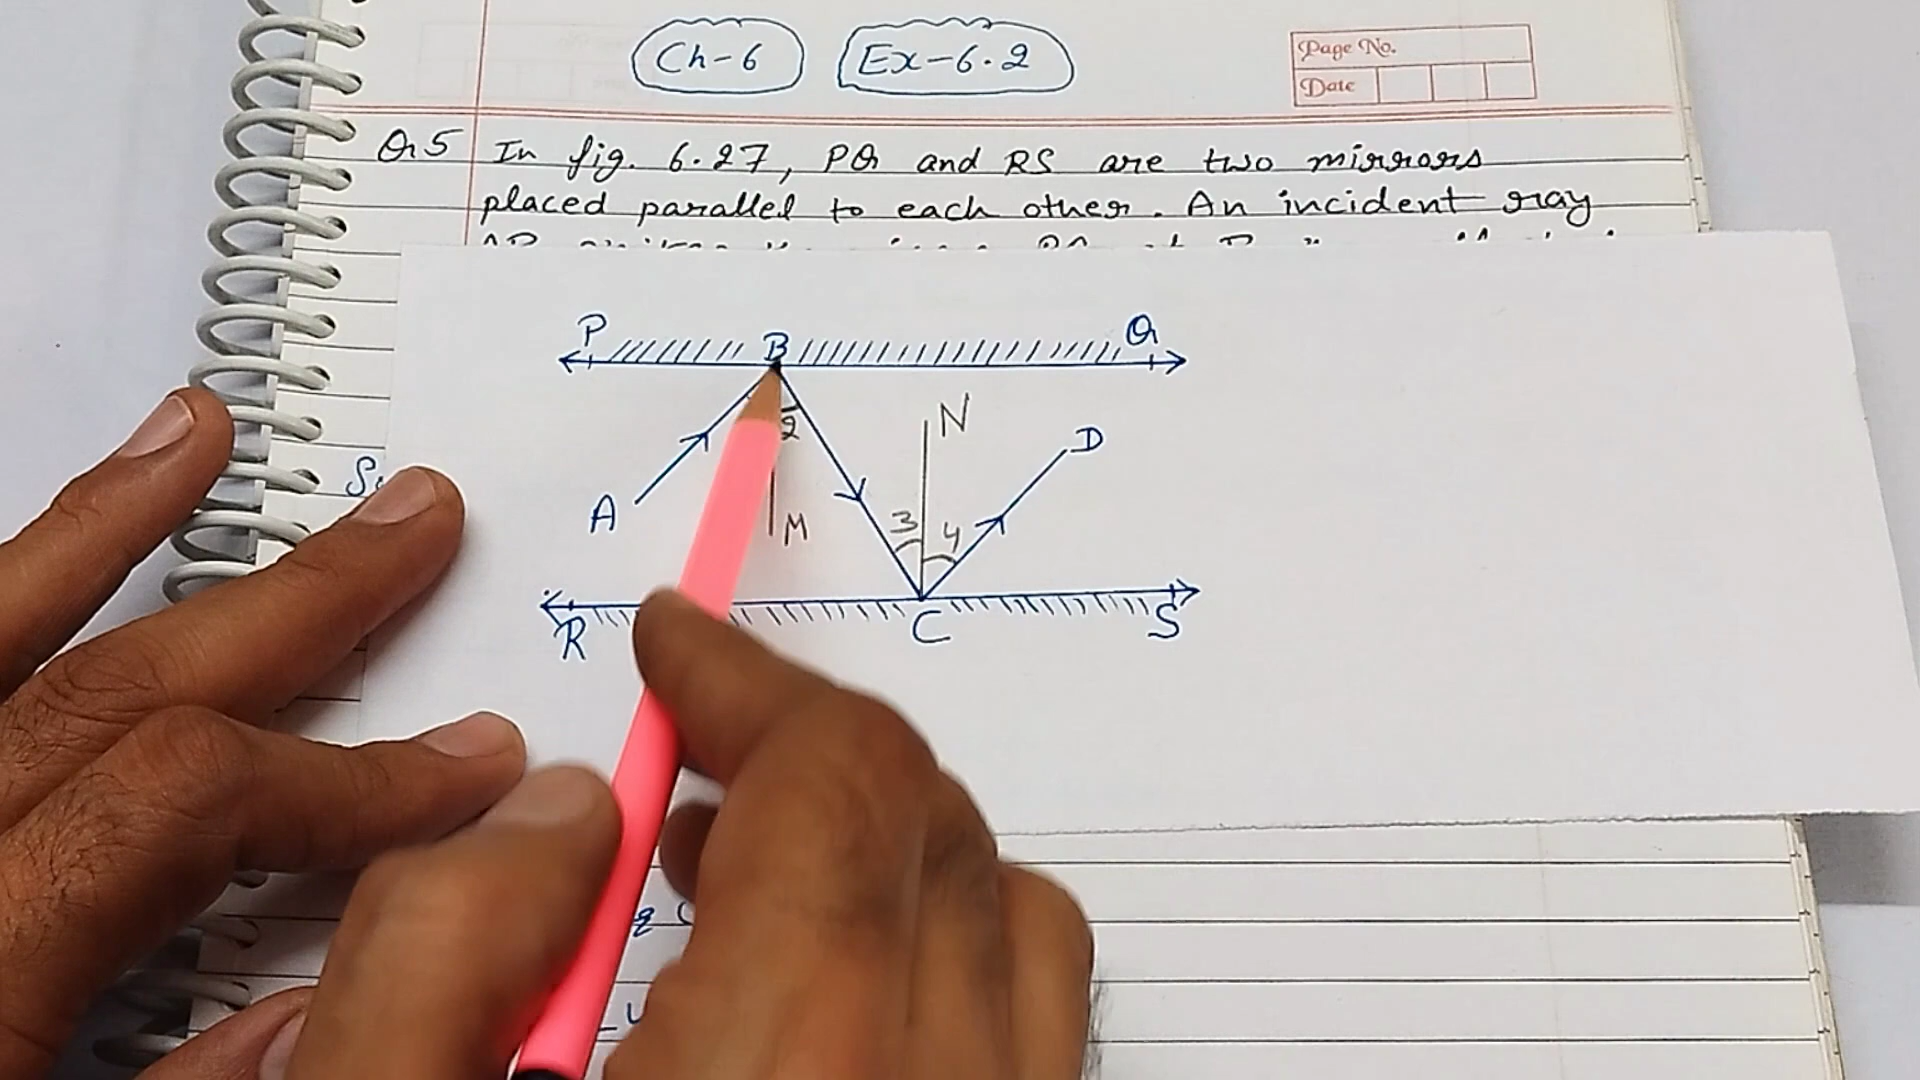 Ch-6 Ex-6.2
Page No.
Date
Q5 In fig. 6.27, PQ and RS are two mirrors
placed parallel to each other. An incident ray
P B Q
N
D
2
A M 3 4
R C S